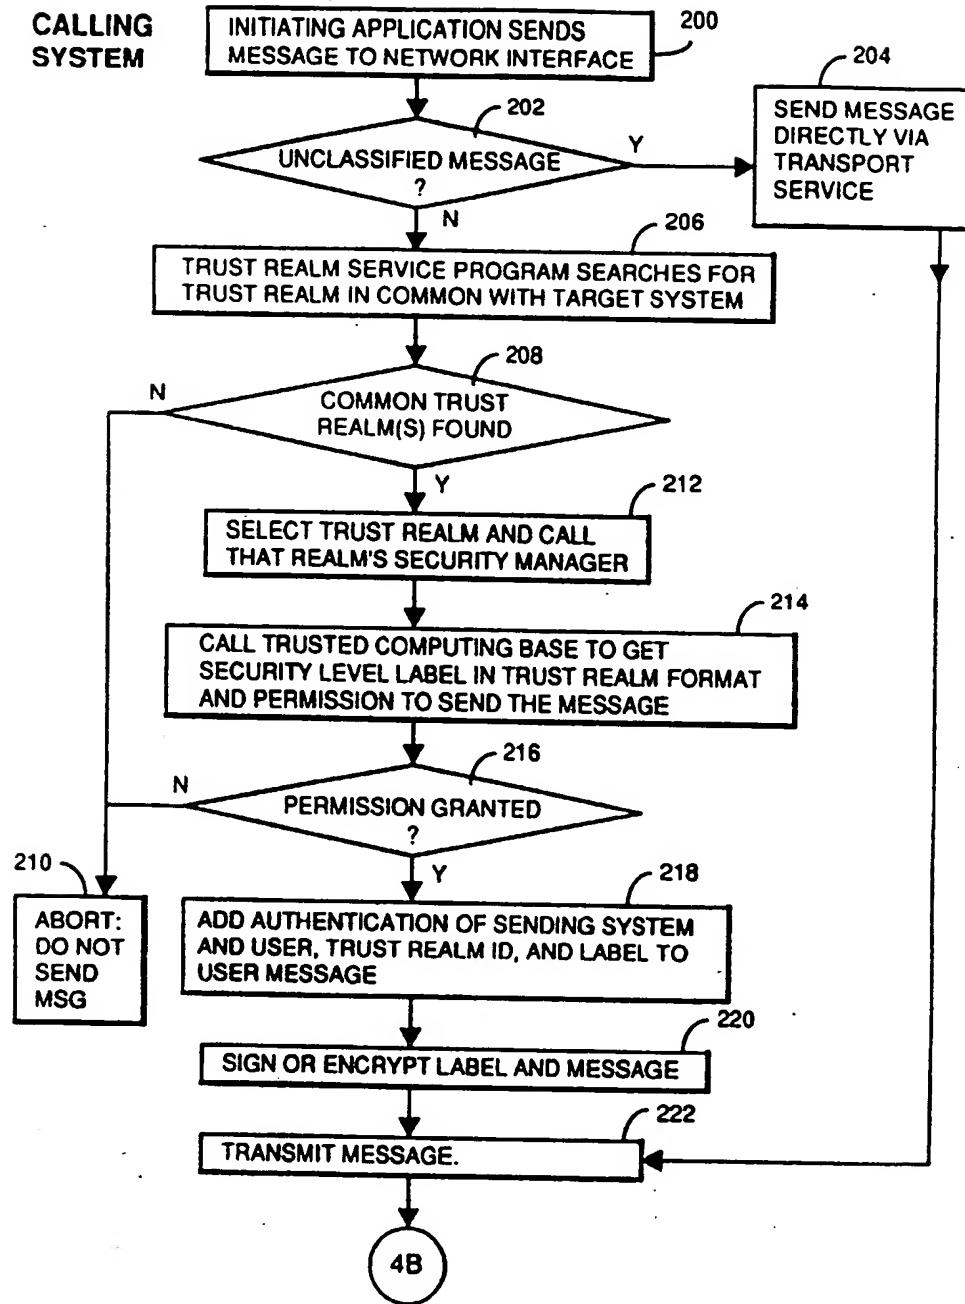 CALLING
SYSTEM
INITIATING APPLICATION SENDS
MESSAGE TO NETWORK INTERFACE
200
202
UNCLASSIFIED MESSAGE
?
Y
N
204
SEND MESSAGE
DIRECTLY VIA
TRANSPORT
SERVICE
206
TRUST REALM SERVICE PROGRAM SEARCHES FOR
TRUST REALM IN COMMON WITH TARGET SYSTEM
208
N
COMMON TRUST
REALM(S) FOUND
Y
212
SELECT TRUST REALM AND CALL
THAT REALM'S SECURITY MANAGER
214
CALL TRUSTED COMPUTING BASE TO GET
SECURITY LEVEL LABEL IN TRUST REALM FORMAT
AND PERMISSION TO SEND THE MESSAGE
216
N
PERMISSION GRANTED
?
Y
210
ABORT:
DO NOT
SEND
MSG
218
ADD AUTHENTICATION OF SENDING SYSTEM
AND USER, TRUST REALM ID, AND LABEL TO
USER MESSAGE
220
SIGN OR ENCRYPT LABEL AND MESSAGE
222
TRANSMIT MESSAGE.
4B